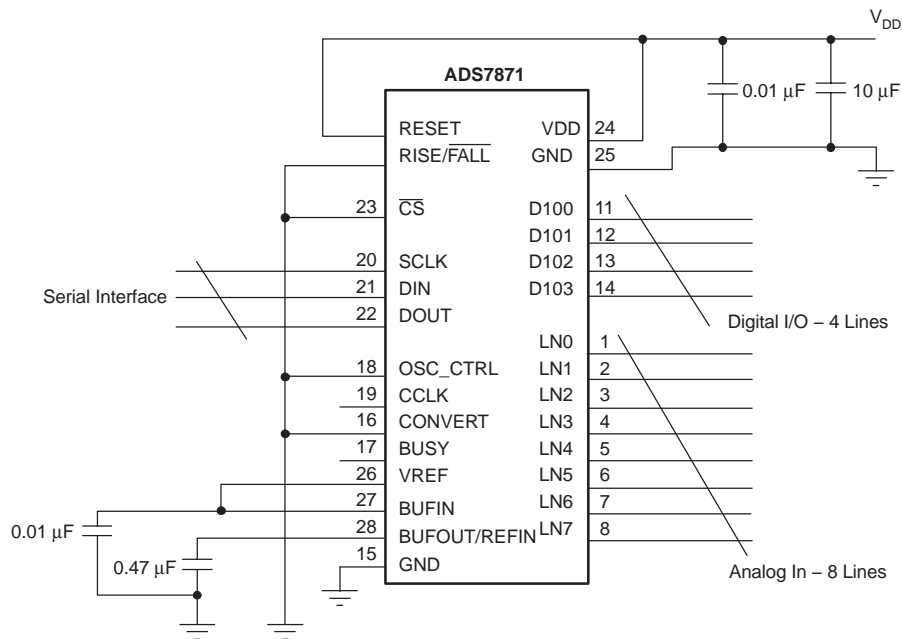 V_DD
ADS7871
0.01 μF
10 μF
RESET
VDD
24
RISE/FALL
GND
25
23
CS
D100
11
D101
12
20
SCLK
D102
13
Serial Interface
21
DIN
D103
14
22
DOUT
Digital I/O – 4 Lines
LN0
1
18
OSC_CTRL
LN1
2
19
CCLK
LN2
3
16
CONVERT
LN3
4
17
BUSY
LN4
5
26
VREF
LN5
6
27
BUFIN
LN6
7
0.01 μF
28
BUFOUT/REFIN
LN7
8
0.47 μF
15
GND
Analog In – 8 Lines